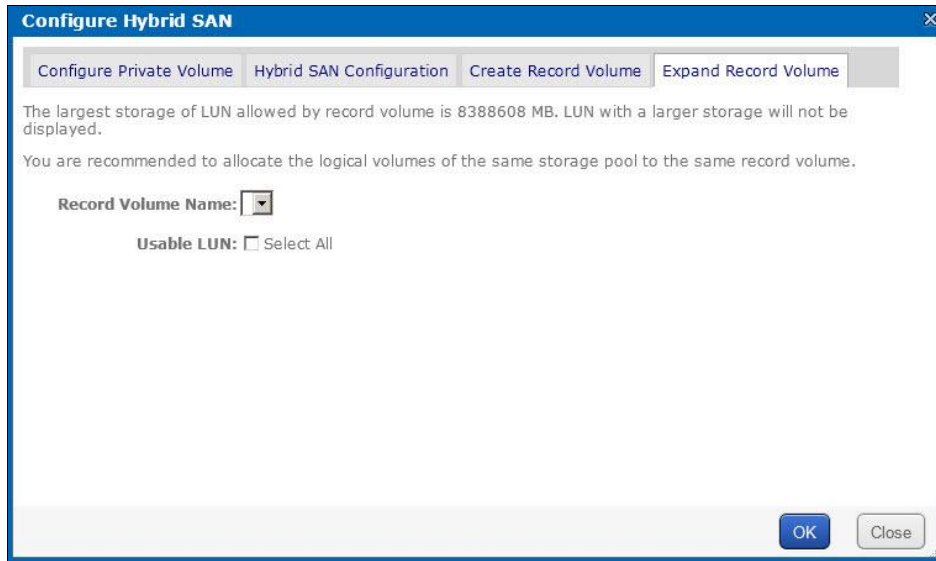 Configure Hybrid SAN
Configure Private Volume Hybrid SAN Configuration Create Record Volume Expand Record Volume
The largest storage of LUN allowed by record volume is 8388608 MB. LUN with a larger storage will not be
displayed.
You are recommended to allocate the logical volumes of the same storage pool to the same record volume.
Record Volume Name:
Usable LUN: Select All
OK Close